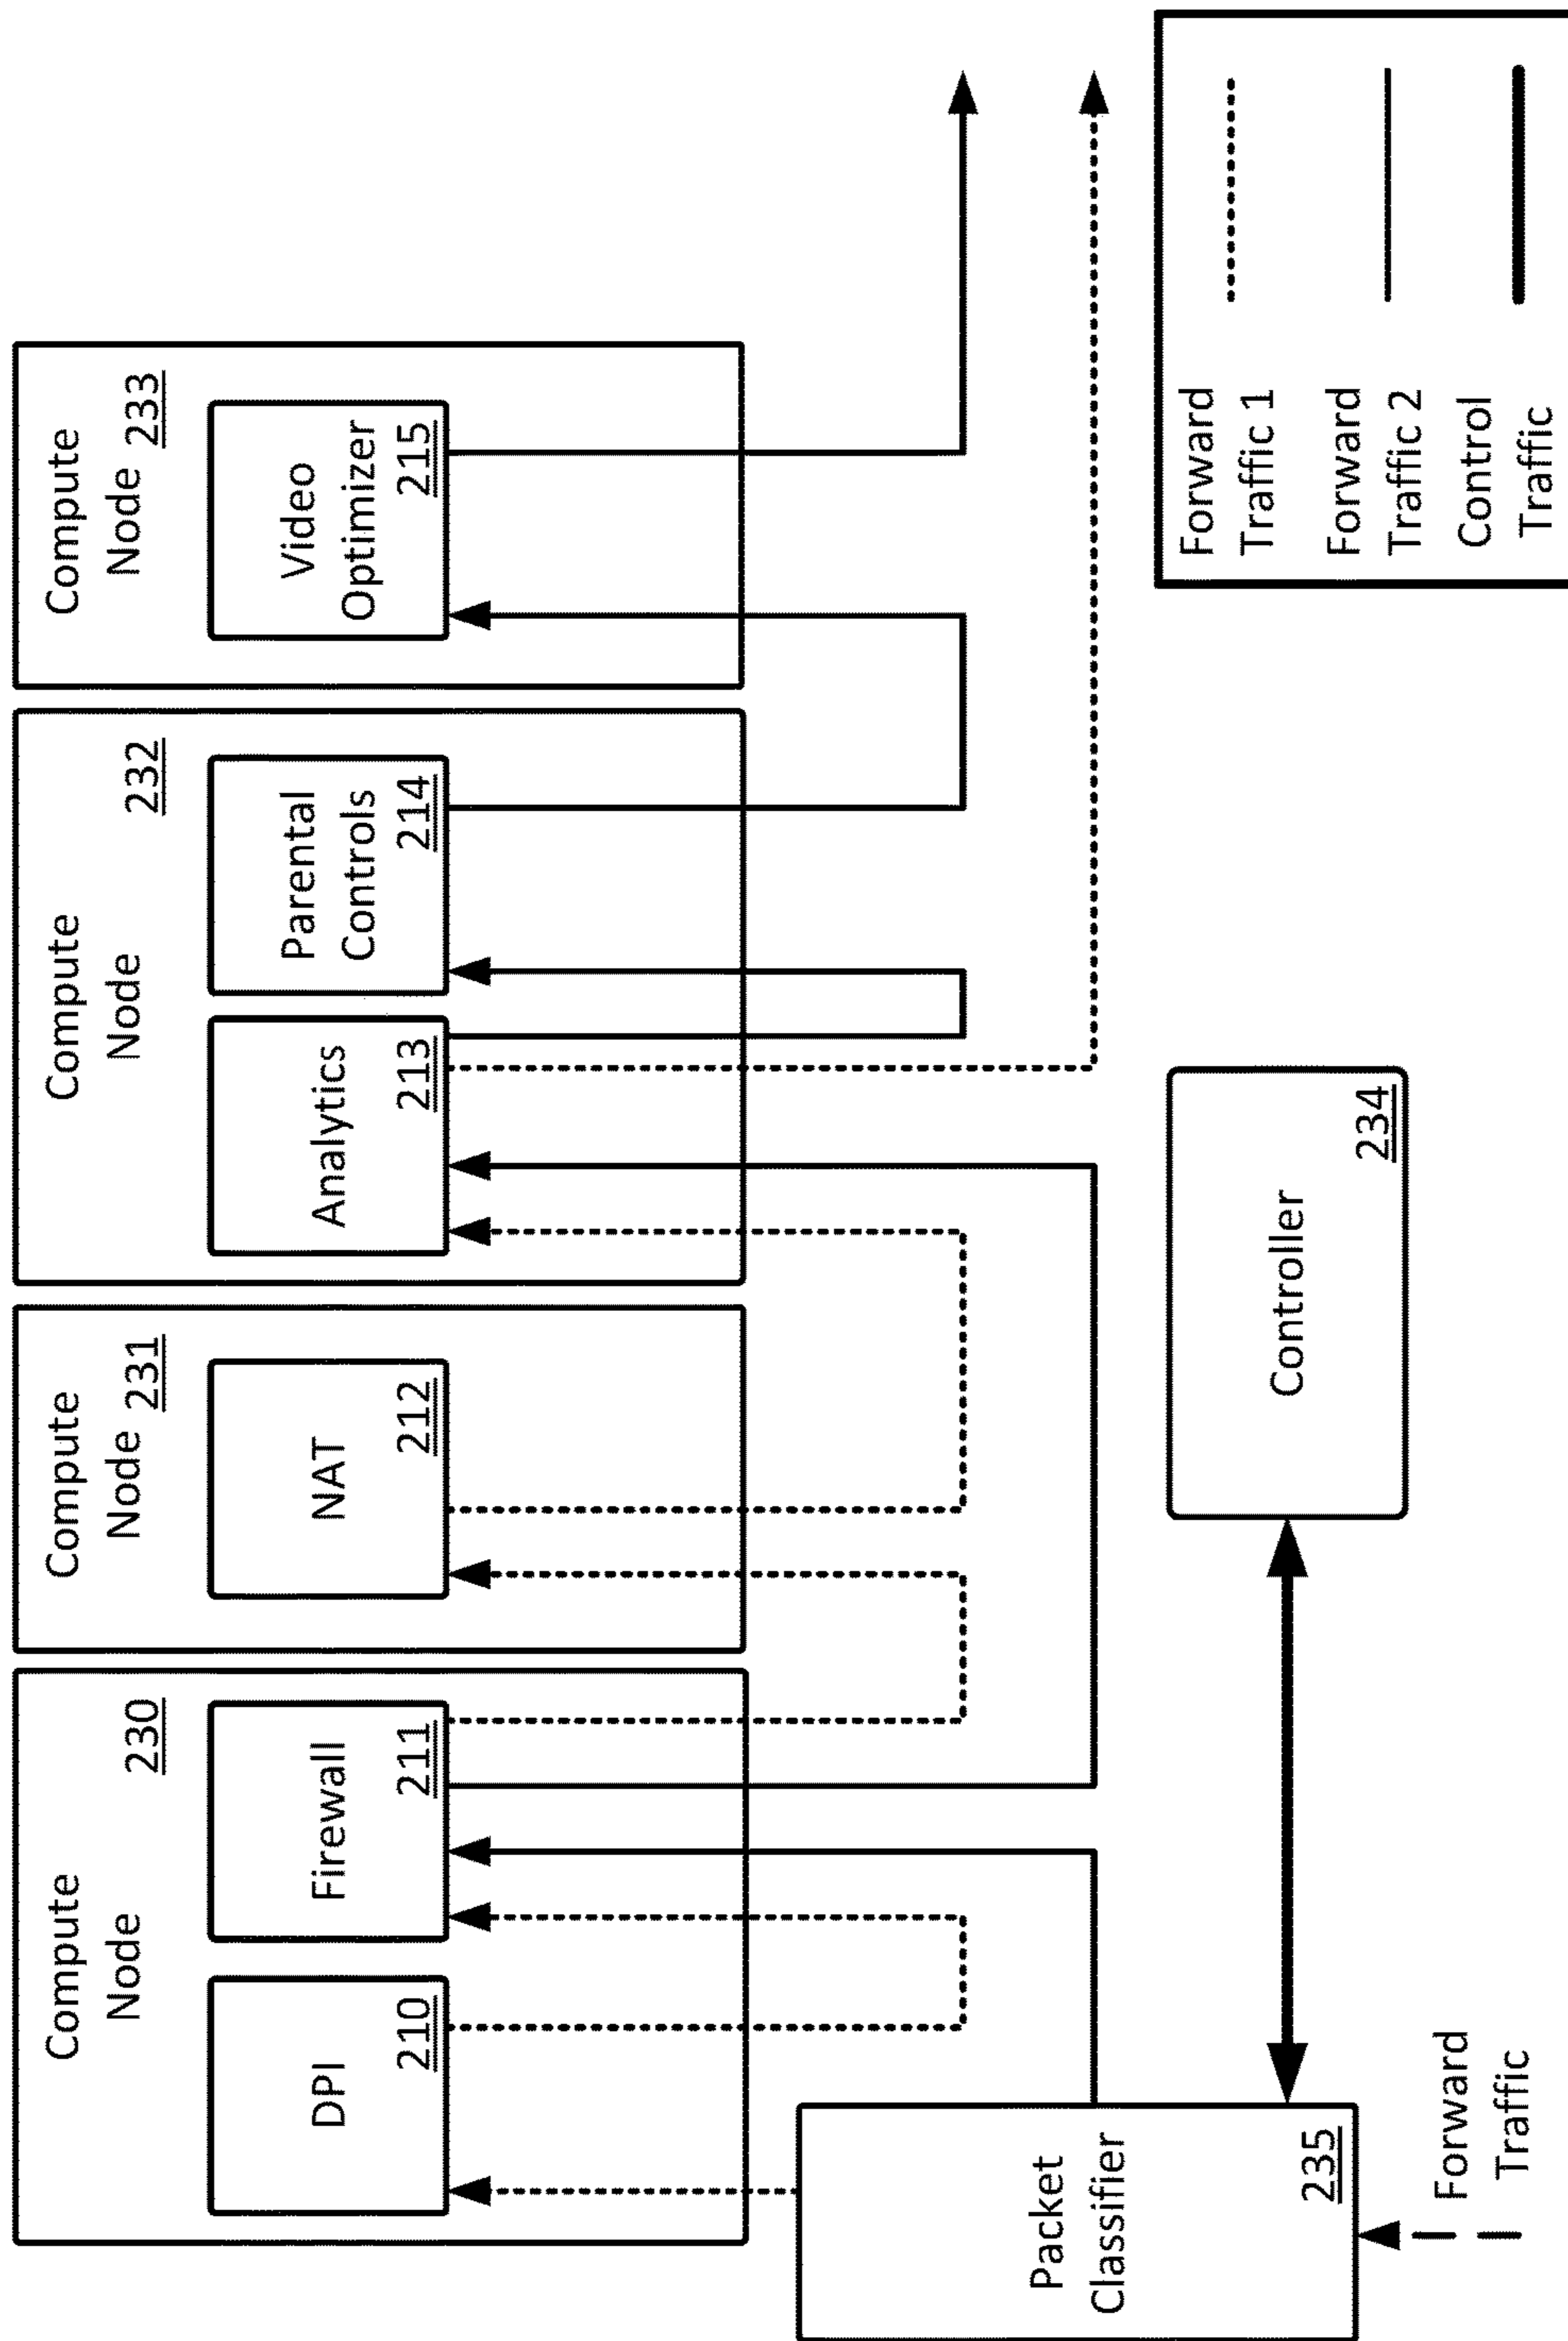 Compute
Node
230
DPI
210
Firewall
211
Compute
Node 231
NAT
212
Compute
Node
232
Analytics
213
Parental
Controls
214
Compute
Node 233
Video
Optimizer
215
Packet
Classifier
235
Controller
234
Forward
Traffic
Forward
Traffic 1
Forward
Traffic 2
Control
Traffic